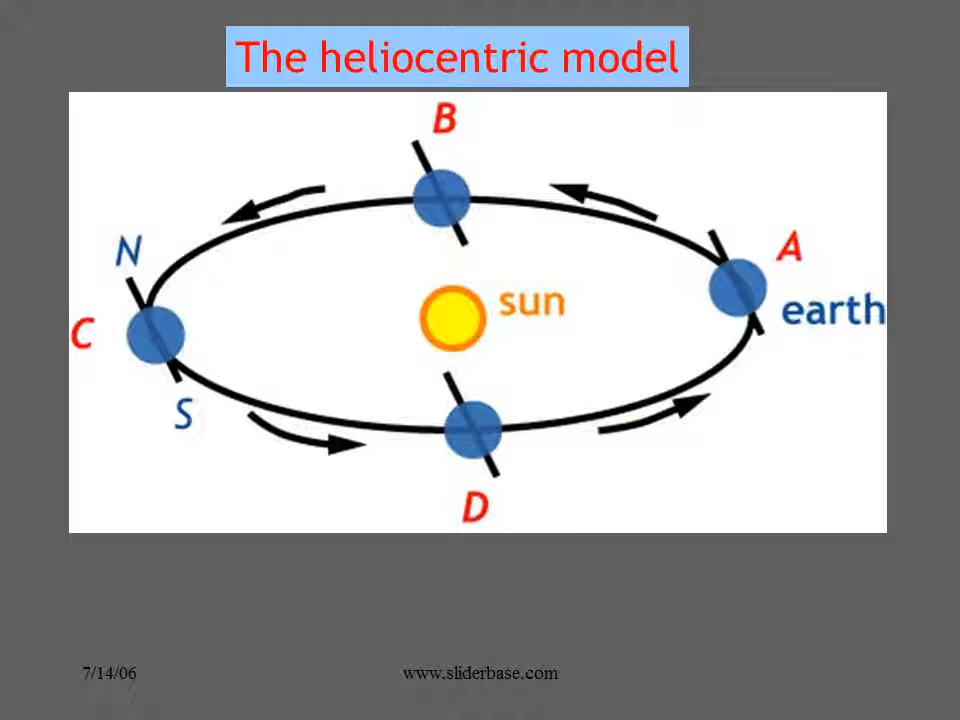 The heliocentric model
B
N
A
sun
earth
C
S
D
7/14/06
www.sliderbase.com